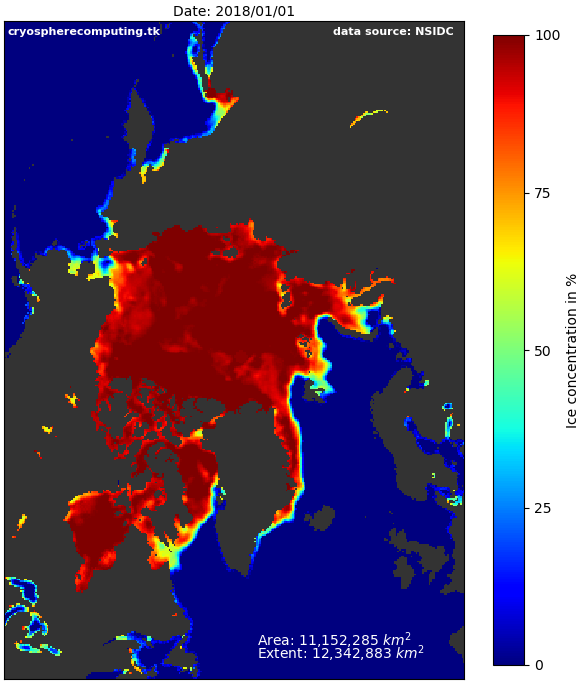 Date: 2018/01/01
cryospherecomputing.tk
data source: NSIDC
100
75
50
25
0
Ice concentration in %
Area: 11,152,285 km²
Extent: 12,342,883 km²